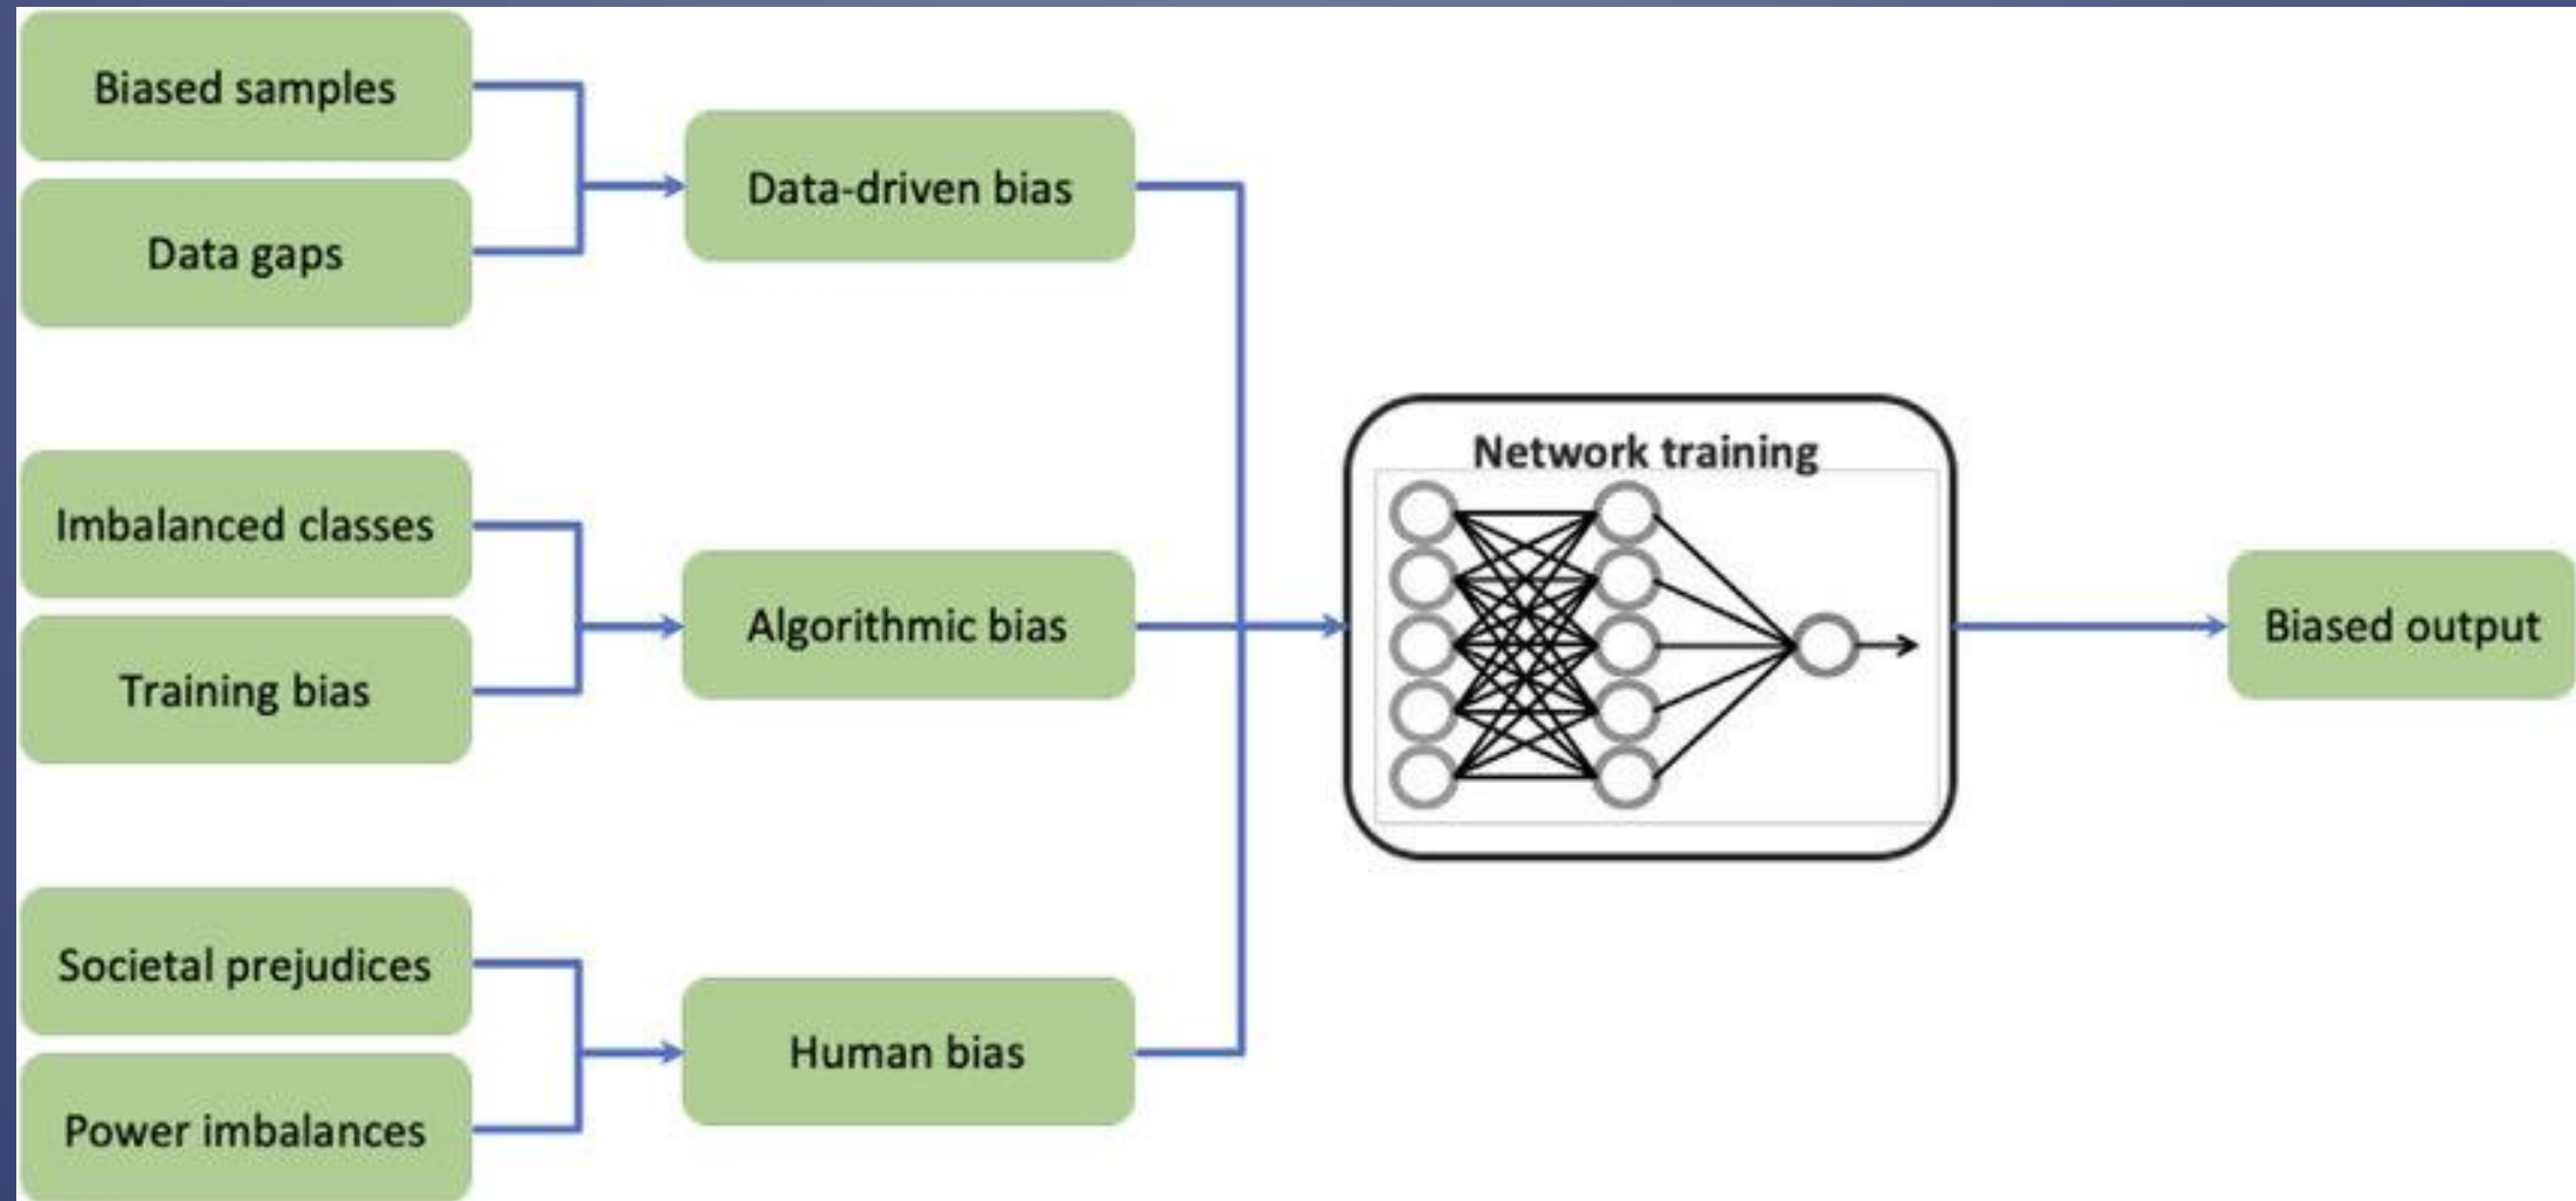 Biased samples
Data gaps
Data-driven bias
Imbalanced classes
Training bias
Algorithmic bias
Societal prejudices
Power imbalances
Human bias
Network training
Biased output